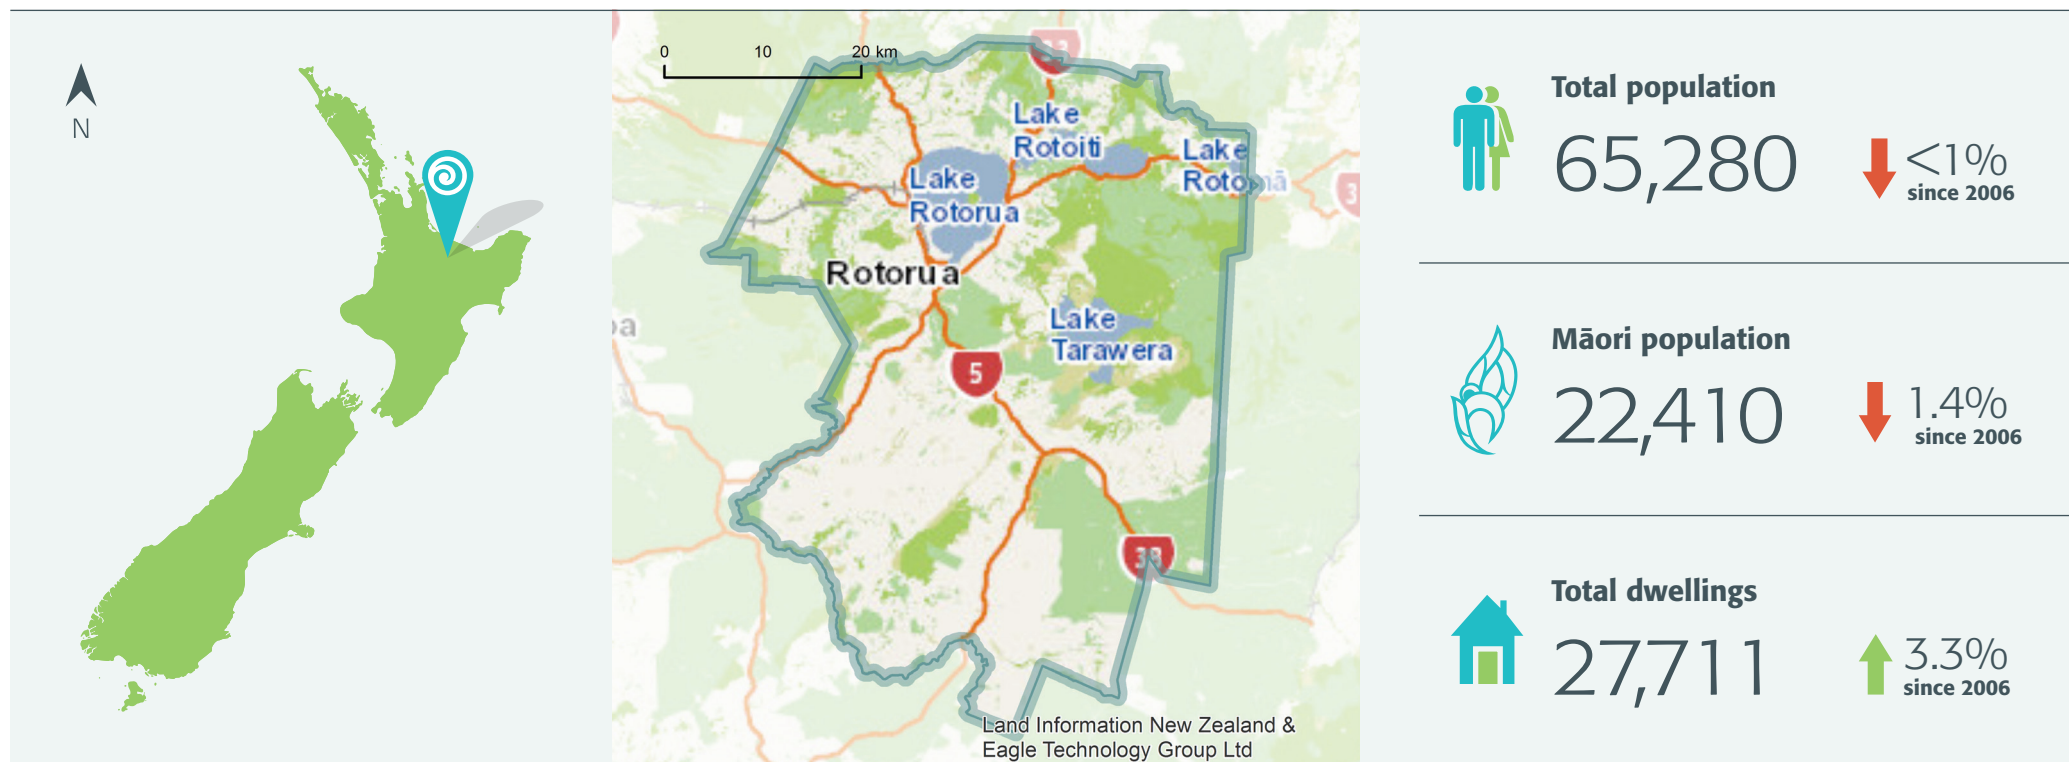 N
0 10 20 km
Lake
Rotoiti
Lake
Rotomā
Lake
Rotorua
Rotorua
Lake
Tarawera
5
38
Land Information New Zealand &
Eagle Technology Group Ltd
Total population
65,280
<1%
since 2006
Māori population
22,410
1.4%
since 2006
Total dwellings
27,711
3.3%
since 2006